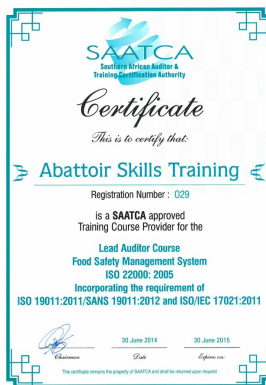 SAATCA
Southern African Auditor &
Training Certification Authority
Certificate
This is to certify that:
Abattoir Skills Training
Registration Number : 029
is a SAATCA approved
Training Course Provider for the
Lead Auditor Course
Food Safety Management System
ISO 22000: 2005
Incorporating the requirement of
ISO 19011:2011/SANS 19011:2012 and ISO/IEC 17021:2011
30 June 2014
30 June 2015
Chairman
Date
Expires on:
This certificate remains the property of SAATCA and shall be returned upon request